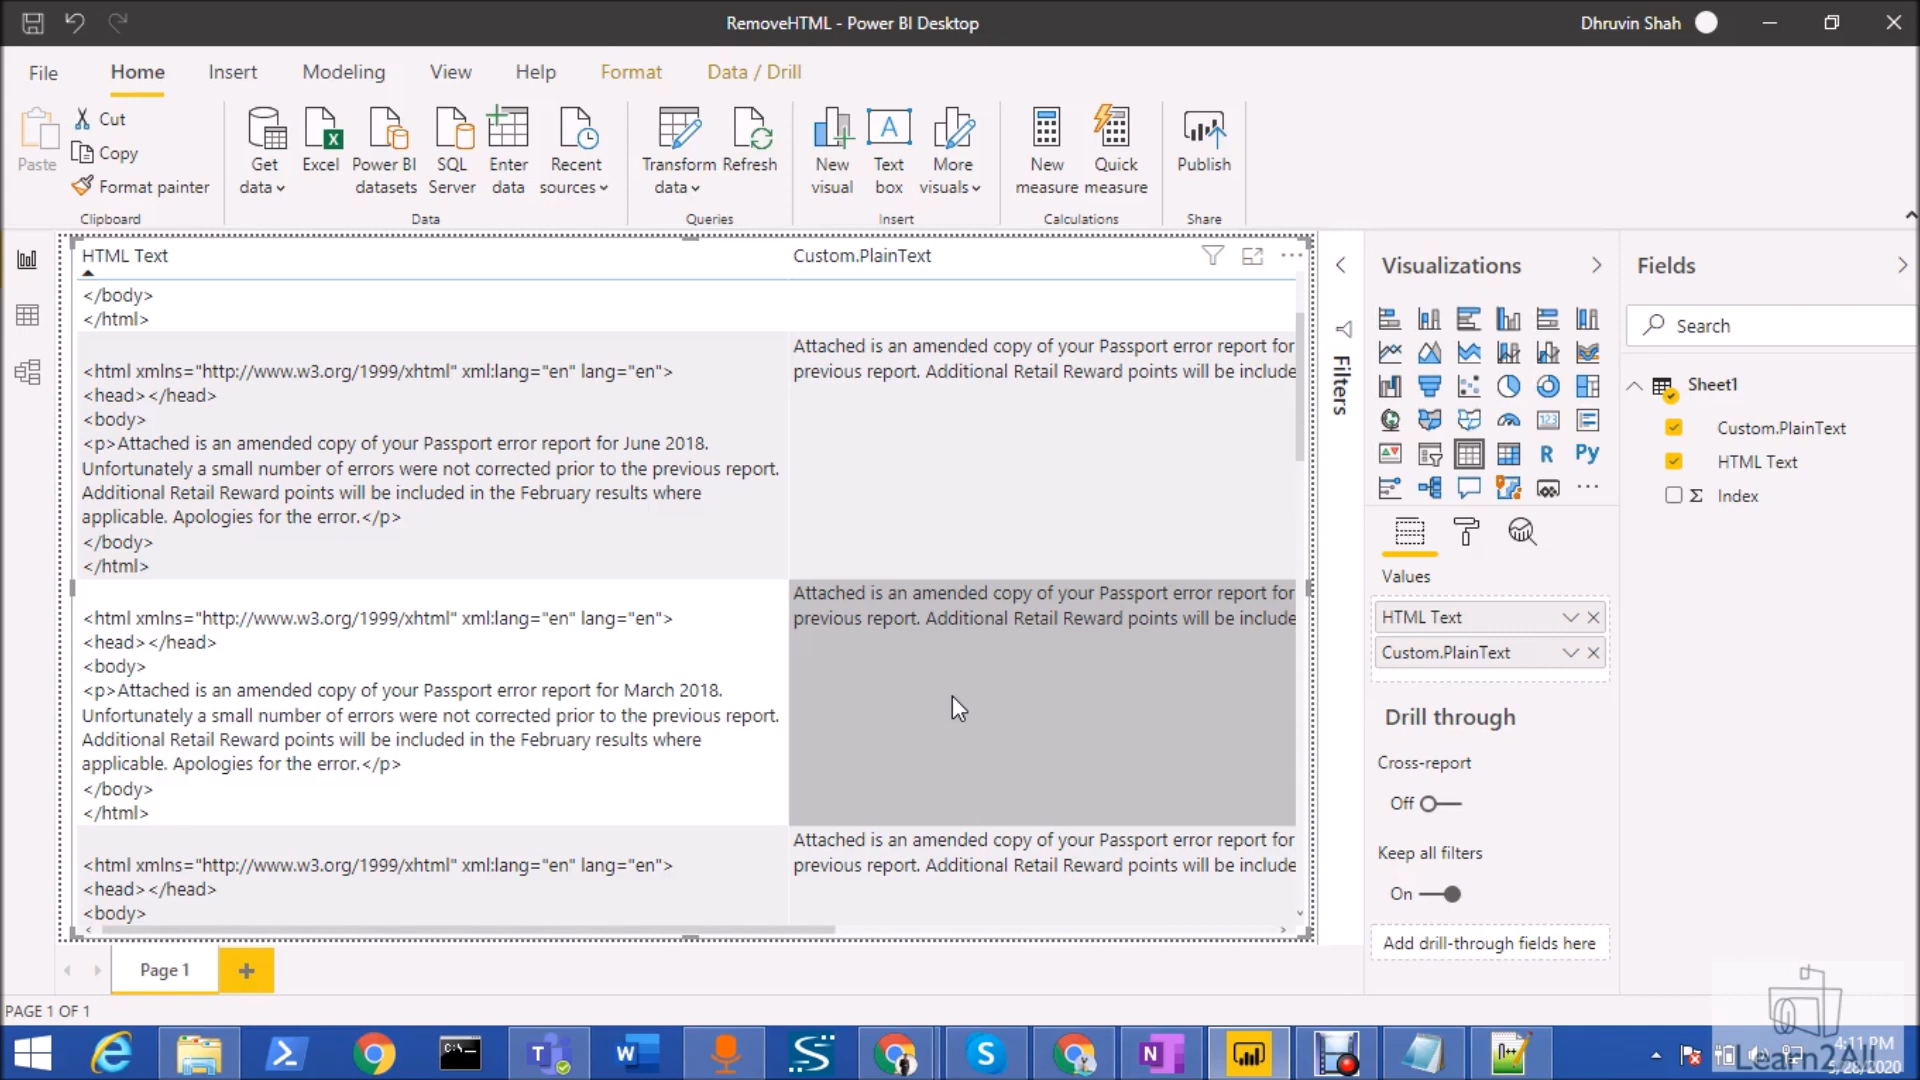 RemoveHTML - Power BI Desktop
Dhruvin Shah
File
Home
Insert
Modeling
View
Help
Format
Data / Drill
Paste
Cut
Copy
Format painter
Clipboard
Get
data
Excel
Power BI
datasets
SQL
Server
Enter
data
Recent
sources
Data
Transform
data
Refresh
Queries
New
visual
Text
box
More
visuals
Insert
New
measure
Quick
measure
Calculations
Publish
Share
HTML Text
Custom.PlainText
</body>
</html>
<html xmlns="http://www.w3.org/1999/xhtml" xml:lang="en" lang="en">
<head></head>
<body>
<p>Attached is an amended copy of your Passport error report for June 2018.
Unfortunately a small number of errors were not corrected prior to the previous report.
Additional Retail Reward points will be included in the February results where
applicable. Apologies for the error.</p>
</body>
</html>
Attached is an amended copy of your Passport error report for
previous report. Additional Retail Reward points will be include
<html xmlns="http://www.w3.org/1999/xhtml" xml:lang="en" lang="en">
<head></head>
<body>
<p>Attached is an amended copy of your Passport error report for March 2018.
Unfortunately a small number of errors were not corrected prior to the previous report.
Additional Retail Reward points will be included in the February results where
applicable. Apologies for the error.</p>
</body>
</html>
Attached is an amended copy of your Passport error report for
previous report. Additional Retail Reward points will be include
<html xmlns="http://www.w3.org/1999/xhtml" xml:lang="en" lang="en">
<head></head>
<body>
Attached is an amended copy of your Passport error report for
previous report. Additional Retail Reward points will be include
Filters
Visualizations
R
Py
123
Values
HTML Text
Custom.PlainText
Drill through
Cross-report
Off
Keep all filters
On
Add drill-through fields here
Fields
Search
Sheet1
Custom.PlainText
HTML Text
Σ Index
Page 1
PAGE 1 OF 1
4:11 PM
Learn2All